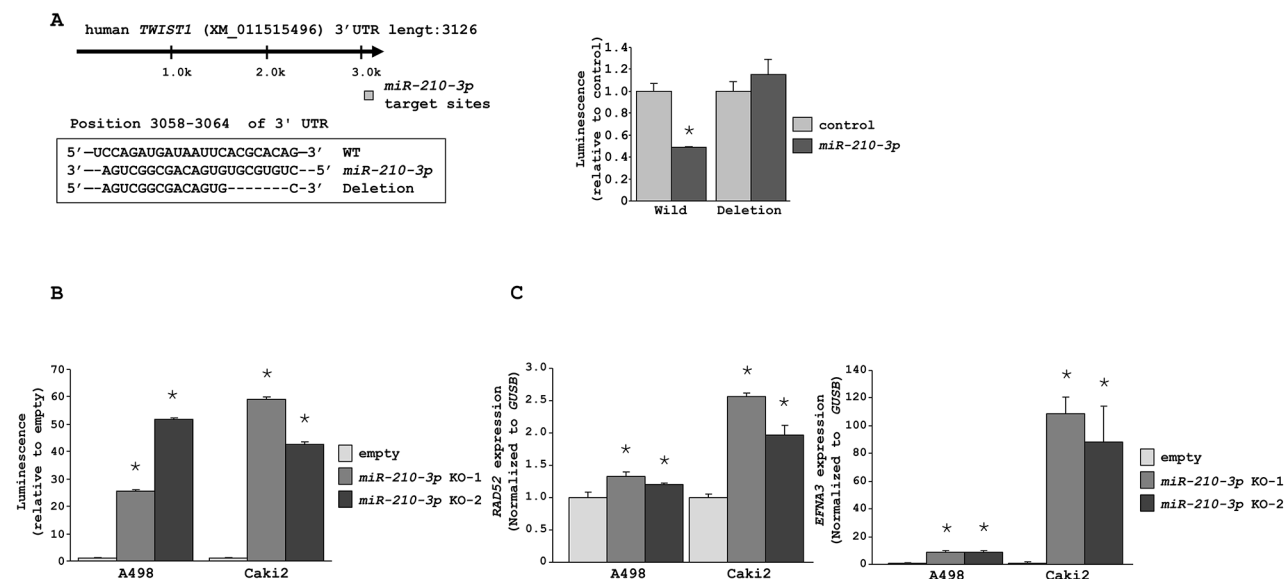 A
human TWIST1 (XM_011515496) 3'UTR lengt:3126
1.0k 2.0k 3.0k
miR-210-3p
target sites
Position 3058-3064 of 3' UTR
5′—UCCAGAUGAUAAUUCACGCACAG—3′ WT
3′——AGUCGGCGACAGUGUGCGUGUC--5′ miR-210-3p
5′——AGUCGGCGACAGUG-------C-3′ Deletion
Luminescence
(relative to control)
1.4
1.2
1.0
0.8
0.6
0.4
0.2
0
*
Wild Deletion
control
miR-210-3p
B
Luminescence
(relative to empty)
70
60
50
40
30
20
10
0
* * * *
A498 Caki2
empty
miR-210-3p KO-1
miR-210-3p KO-2
C
RAD52 expression
(Normalized to GUSB)
3.0
2.5
2.0
1.5
1.0
0.5
0
* * * *
A498 Caki2
EFNA3 expression
(Normalized to GUSB)
140
120
100
80
60
40
20
0
* * * *
A498 Caki2
empty
miR-210-3p KO-1
miR-210-3p KO-2